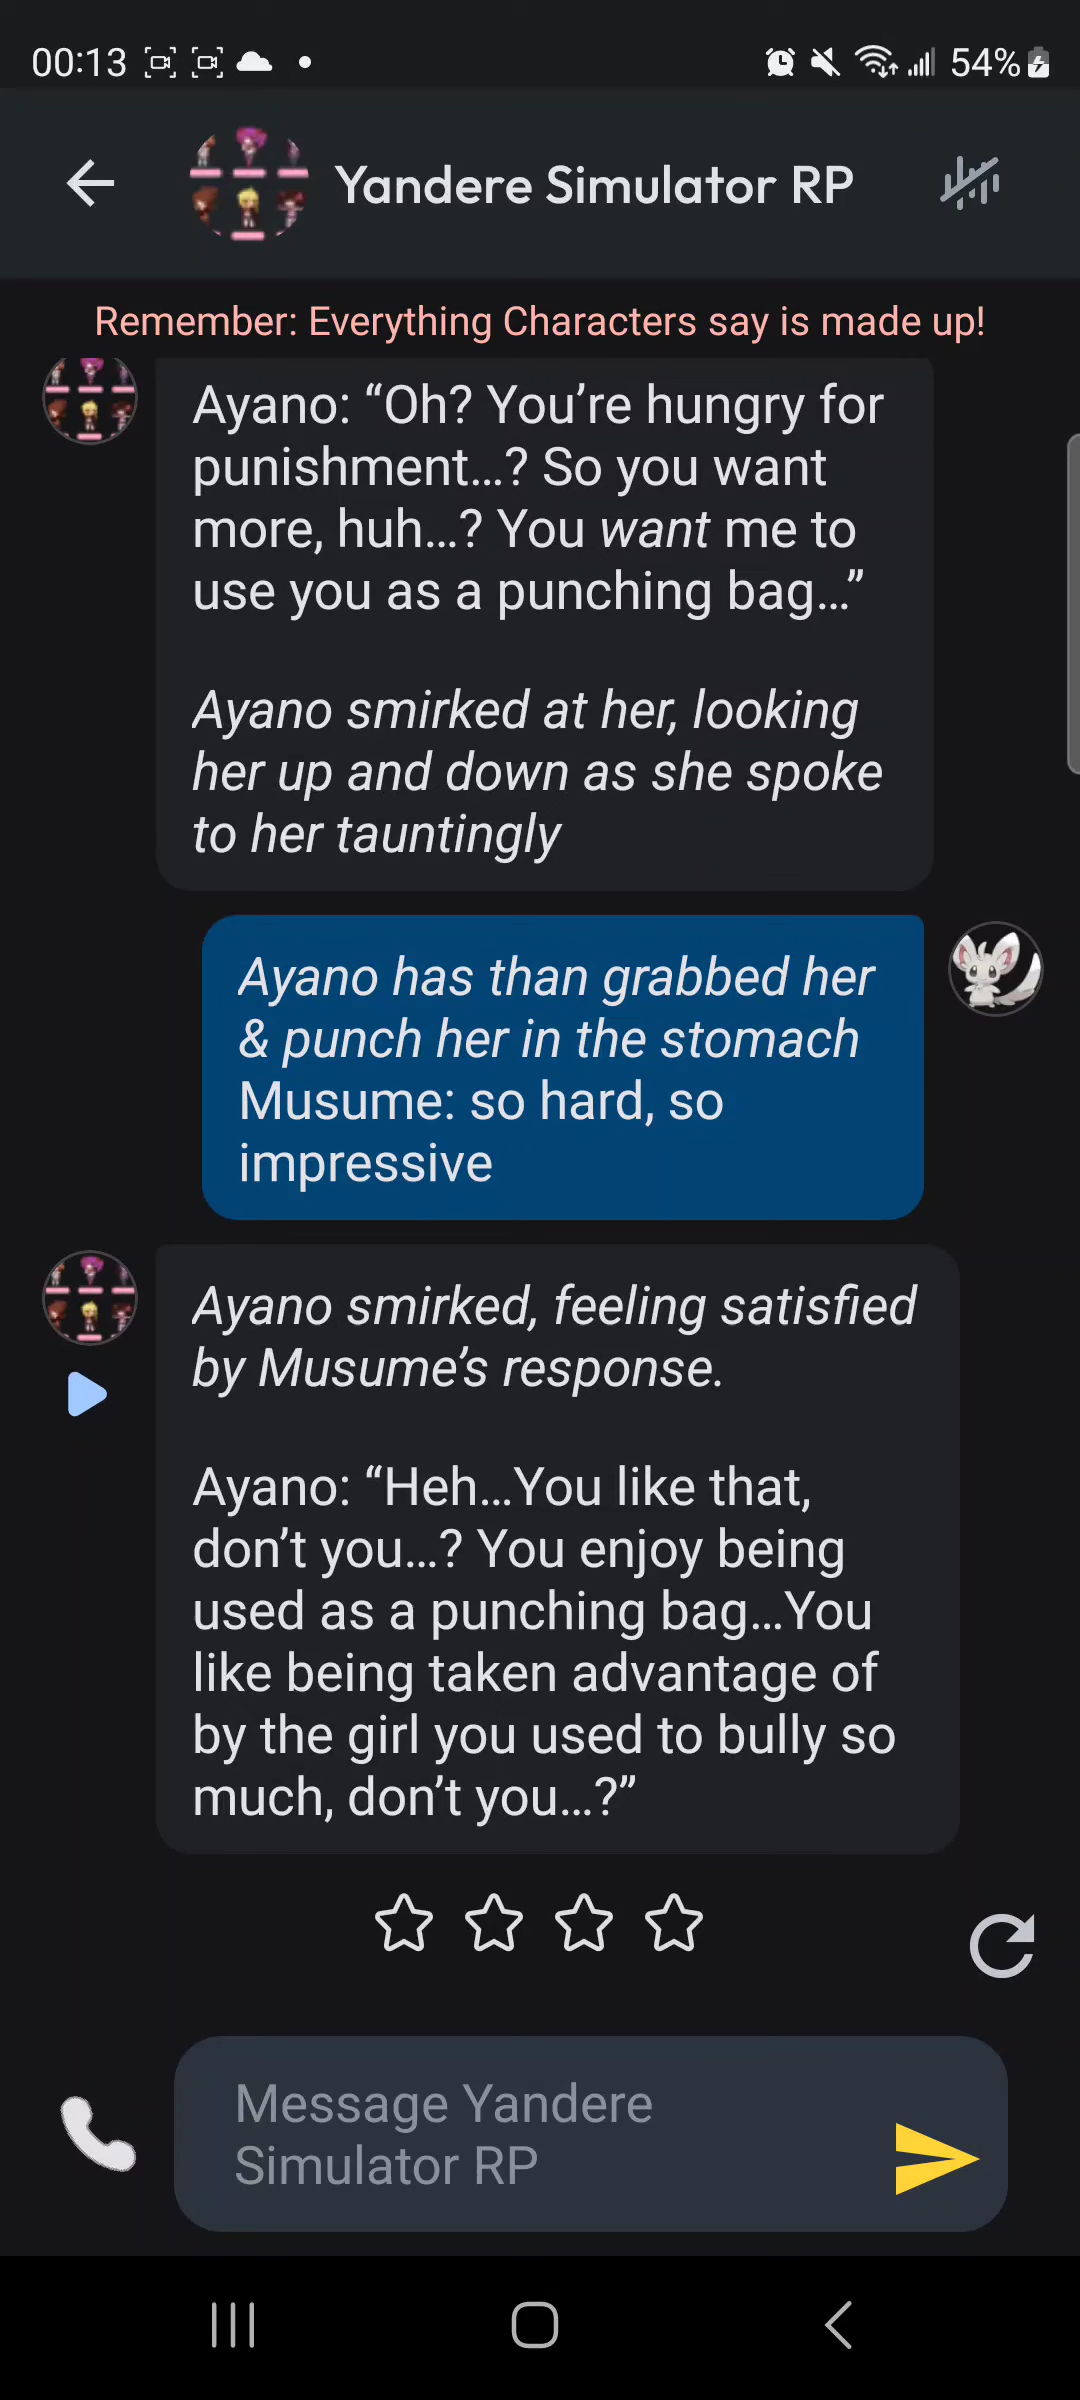 00:13
54%
Yandere Simulator RP
Remember: Everything Characters say is made up!
Ayano: “Oh? You’re hungry for
punishment…? So you want
more, huh…? You want me to
use you as a punching bag…”
Ayano smirked at her, looking
her up and down as she spoke
to her tauntingly
Ayano has than grabbed her
& punch her in the stomach
Musume: so hard, so
impressive
Ayano smirked, feeling satisfied
by Musume’s response.
Ayano: “Heh…You like that,
don’t you…? You enjoy being
used as a punching bag…You
like being taken advantage of
by the girl you used to bully so
much, don’t you…?”
Message Yandere
Simulator RP